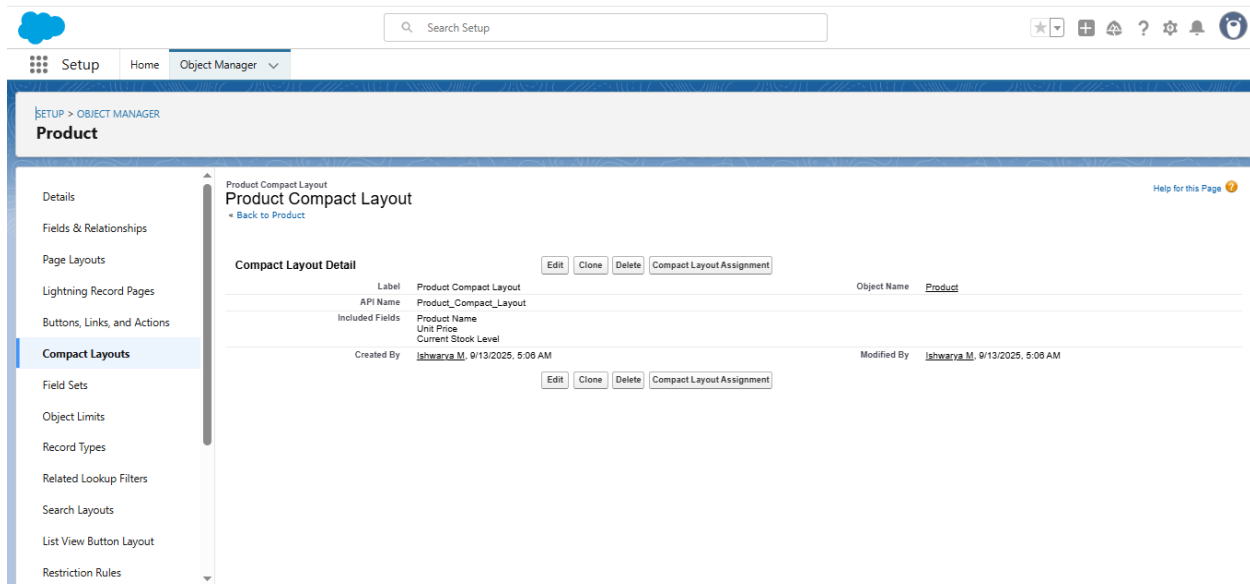 Search Setup
Setup
Home
Object Manager
SETUP > OBJECT MANAGER
Product
Details
Fields & Relationships
Page Layouts
Lightning Record Pages
Buttons, Links, and Actions
Compact Layouts
Field Sets
Object Limits
Record Types
Related Lookup Filters
Search Layouts
List View Button Layout
Restriction Rules
Product Compact Layout
Product Compact Layout
« Back to Product
Help for this Page
Compact Layout Detail
Edit Clone Delete Compact Layout Assignment
Label Product Compact Layout Object Name Product
API Name Product_Compact_Layout
Included Fields Product Name
Unit Price
Current Stock Level
Created By Ishwarya M, 9/13/2025, 5:06 AM Modified By Ishwarya M, 9/13/2025, 5:06 AM
Edit Clone Delete Compact Layout Assignment